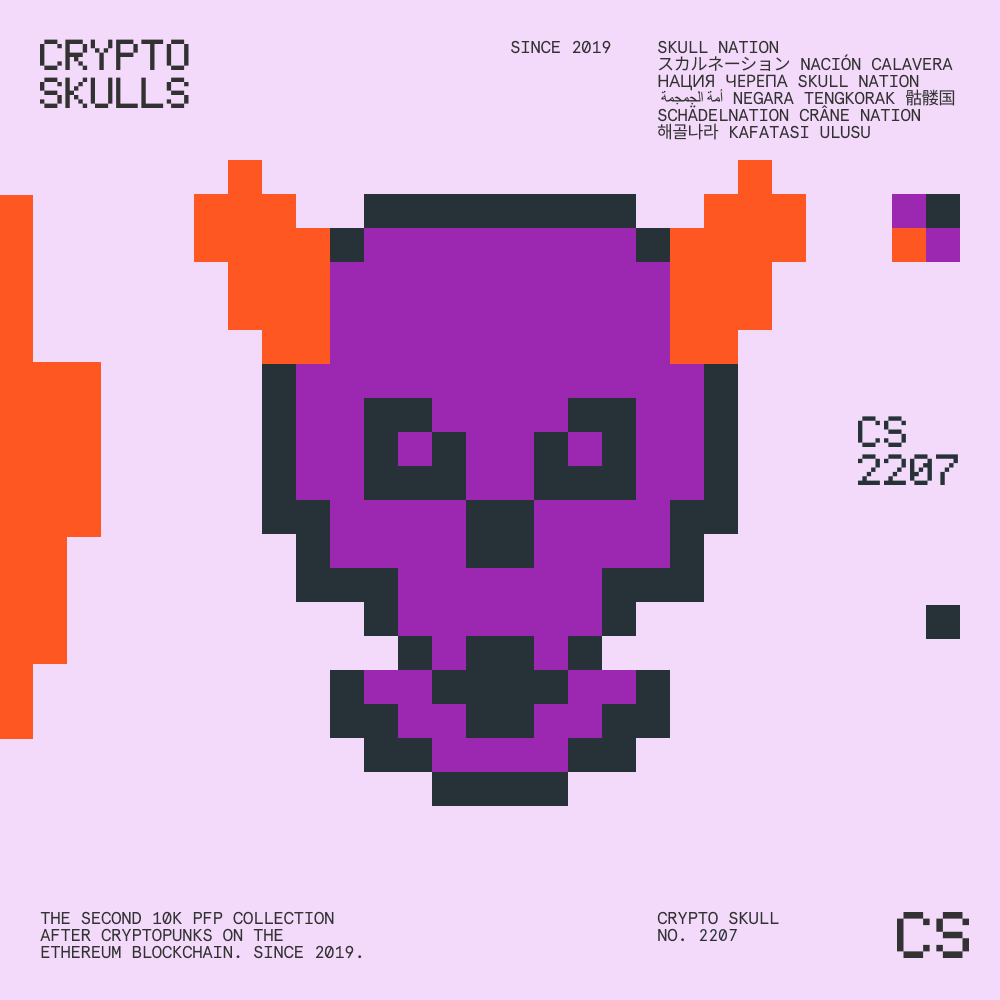 CRYPTO
SKULLS
SINCE 2019
SKULL NATION
スカルネーション NACIÓN CALAVERA
НАЦИЯ ЧЕРЕПА SKULL NATION
أمة الجمجمة NEGARA TENGKORAK 骷髅国
SCHÄDELNATION CRÂNE NATION
해골나라 KAFATASI ULUSU
CS
2207
THE SECOND 10K PFP COLLECTION
AFTER CRYPTOPUNKS ON THE
ETHEREUM BLOCKCHAIN. SINCE 2019.
CRYPTO SKULL
NO. 2207
CS